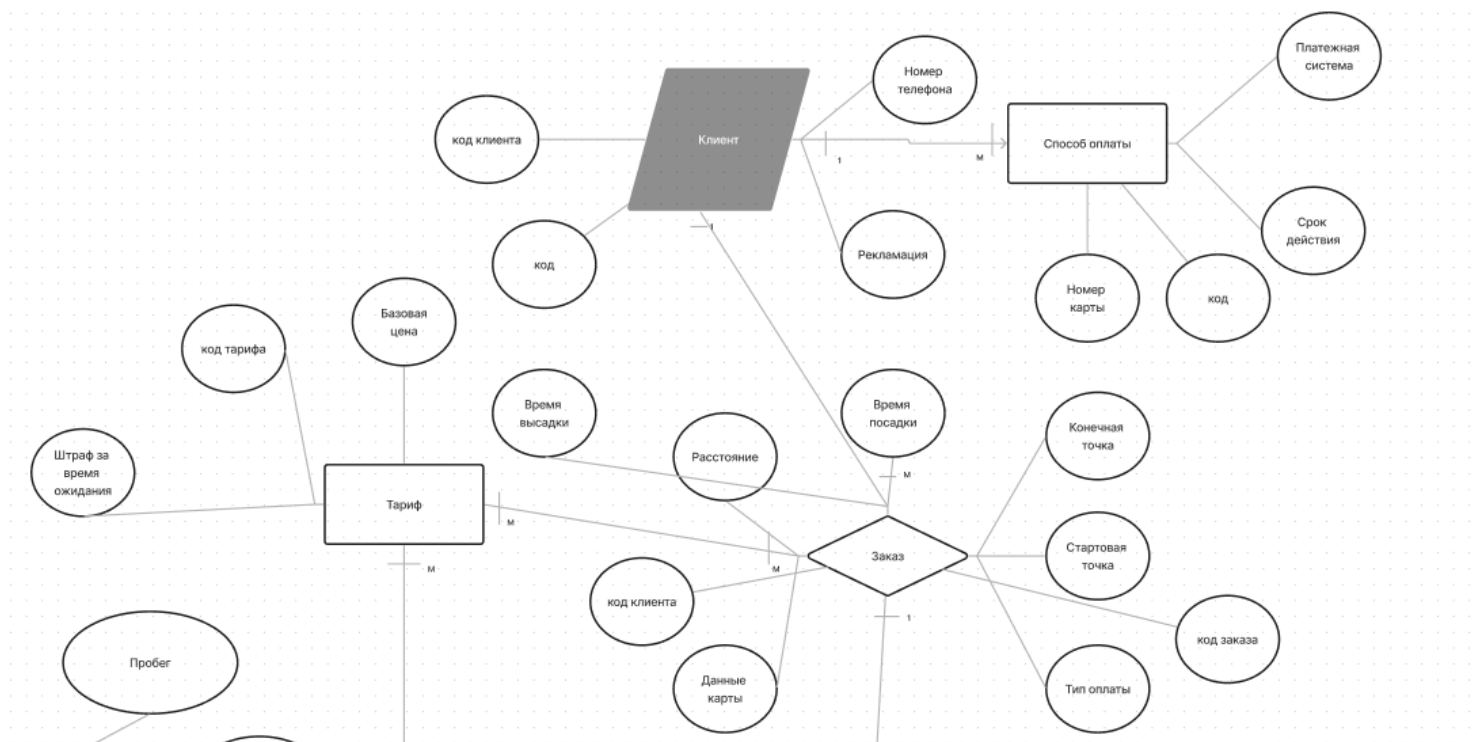 Платежная
система
Номер
телефона
код клиента
Клиент
Способ оплаты
1
м
Срок
действия
1
Рекламация
код
Номер
карты
код
Базовая
цена
код тарифа
Время
высадки
Время
посадки
Конечная
точка
Штраф за
время
ожидания
Расстояние
м
Тариф
м
Заказ
Стартовая
точка
м
м
код клиента
1
код заказа
Пробег
Данные
карты
Тип оплаты